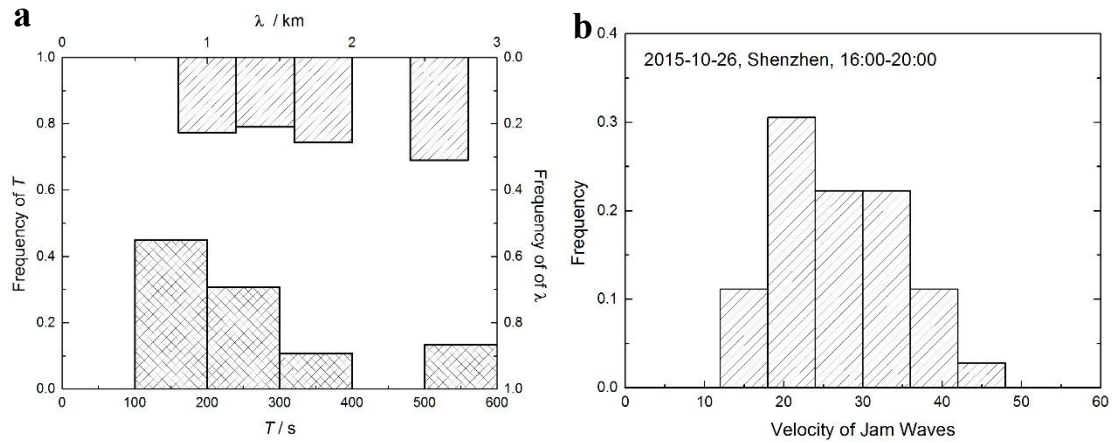 a
λ / km
0 1 2 3
1.0 0.0
0.8 0.2
0.6 0.4
0.4 0.6
0.2 0.8
0.0 1.0
Frequency of T
Frequency of of λ
0 100 200 300 400 500 600
T / s
b
2015-10-26, Shenzhen, 16:00-20:00
0.4
0.3
0.2
0.1
0.0
Frequency
0 10 20 30 40 50 60
Velocity of Jam Waves